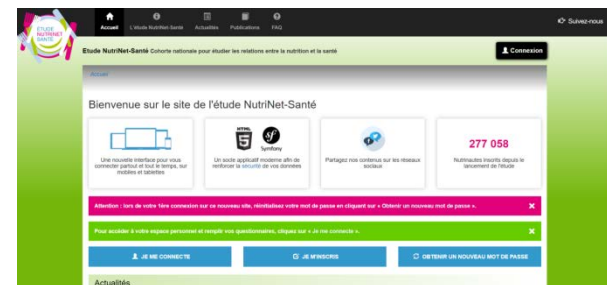 ETUDE
NUTRINET
SANTÉ
Accueil
L'étude NutriNet-Santé
Actualités
Publications
FAQ
Suivez-nous
Etude NutriNet-Santé Cohorte nationale pour étudier les relations entre la nutrition et la santé
Connexion
Accueil
Bienvenue sur le site de l'étude NutriNet-Santé
Une nouvelle interface pour vous
connecter partout et tout le temps, sur
mobiles et tablettes
HTML
5
sf
Symfony
Un socle applicatif moderne afin de
renforcer la sécurité de vos données
Partagez nos contenus sur les réseaux
sociaux
277 058
Nutrinautes inscrits depuis le
lancement de l'étude
Attention : lors de votre 1ère connexion sur ce nouveau site, réinitialisez votre mot de passe en cliquant sur « Obtenir un nouveau mot de passe ».
Pour accéder à votre espace personnel et remplir vos questionnaires, cliquez sur « Je me connecte ».
JE ME CONNECTE
JE M'INSCRIS
OBTENIR UN NOUVEAU MOT DE PASSE
Actualités